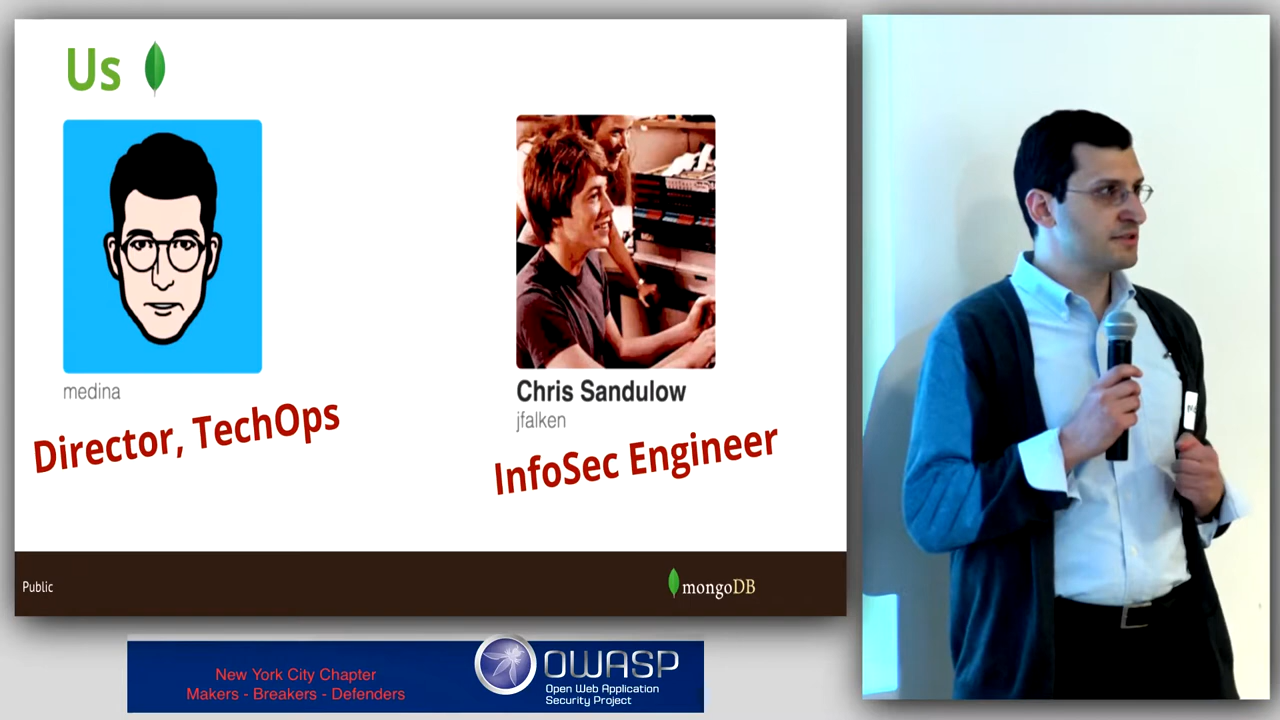 Us
medina
Director, TechOps
Chris Sandulow
jfalken
InfoSec Engineer
Public
mongoDB
New York City Chapter
Makers - Breakers - Defenders
OWASP
Open Web Application
Security Project